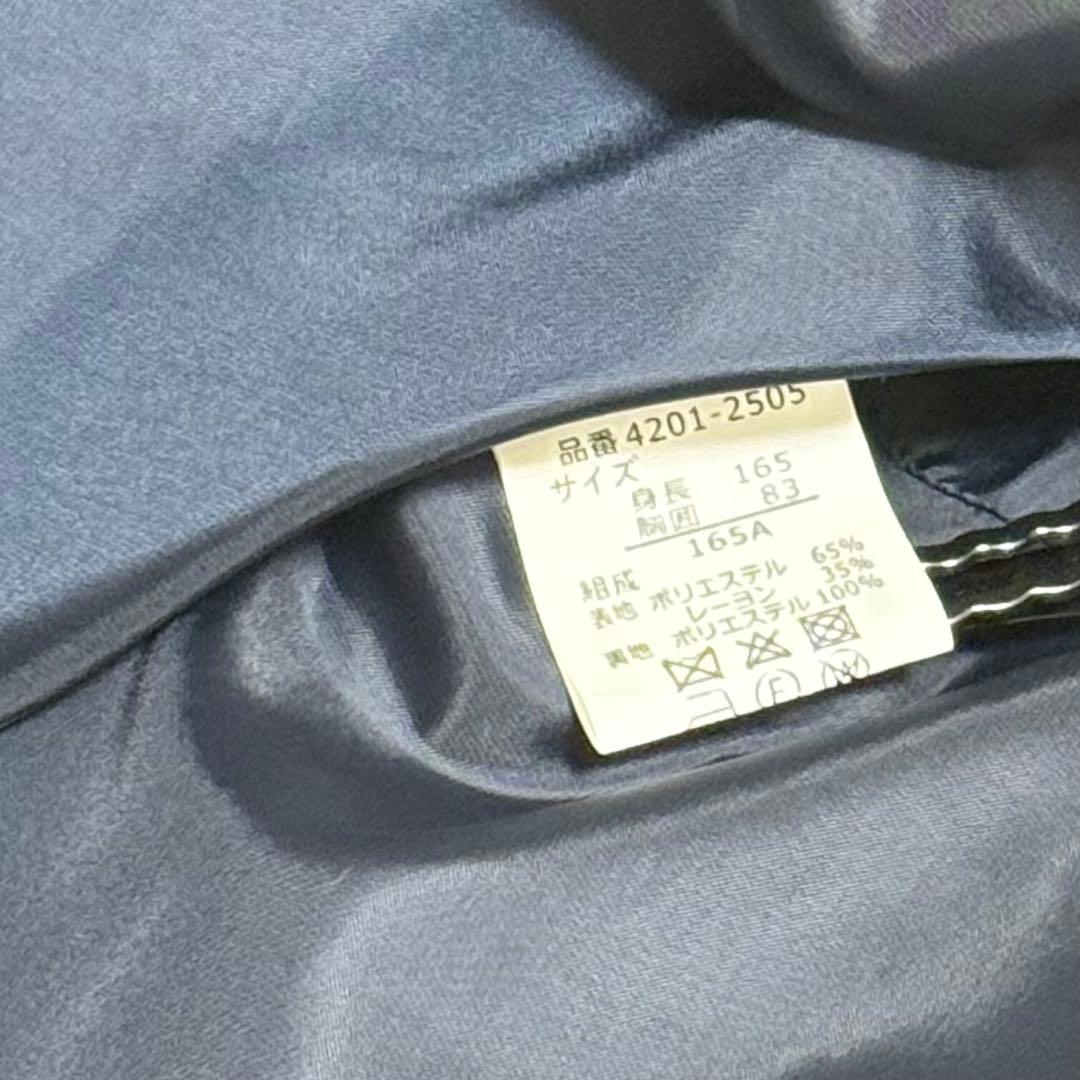 品番 4201-2505
サイズ
身長 165
胸囲 83
165A
組成
表地 ポリエステル 65%
レーヨン 35%
裏地 ポリエステル 100%
F
W